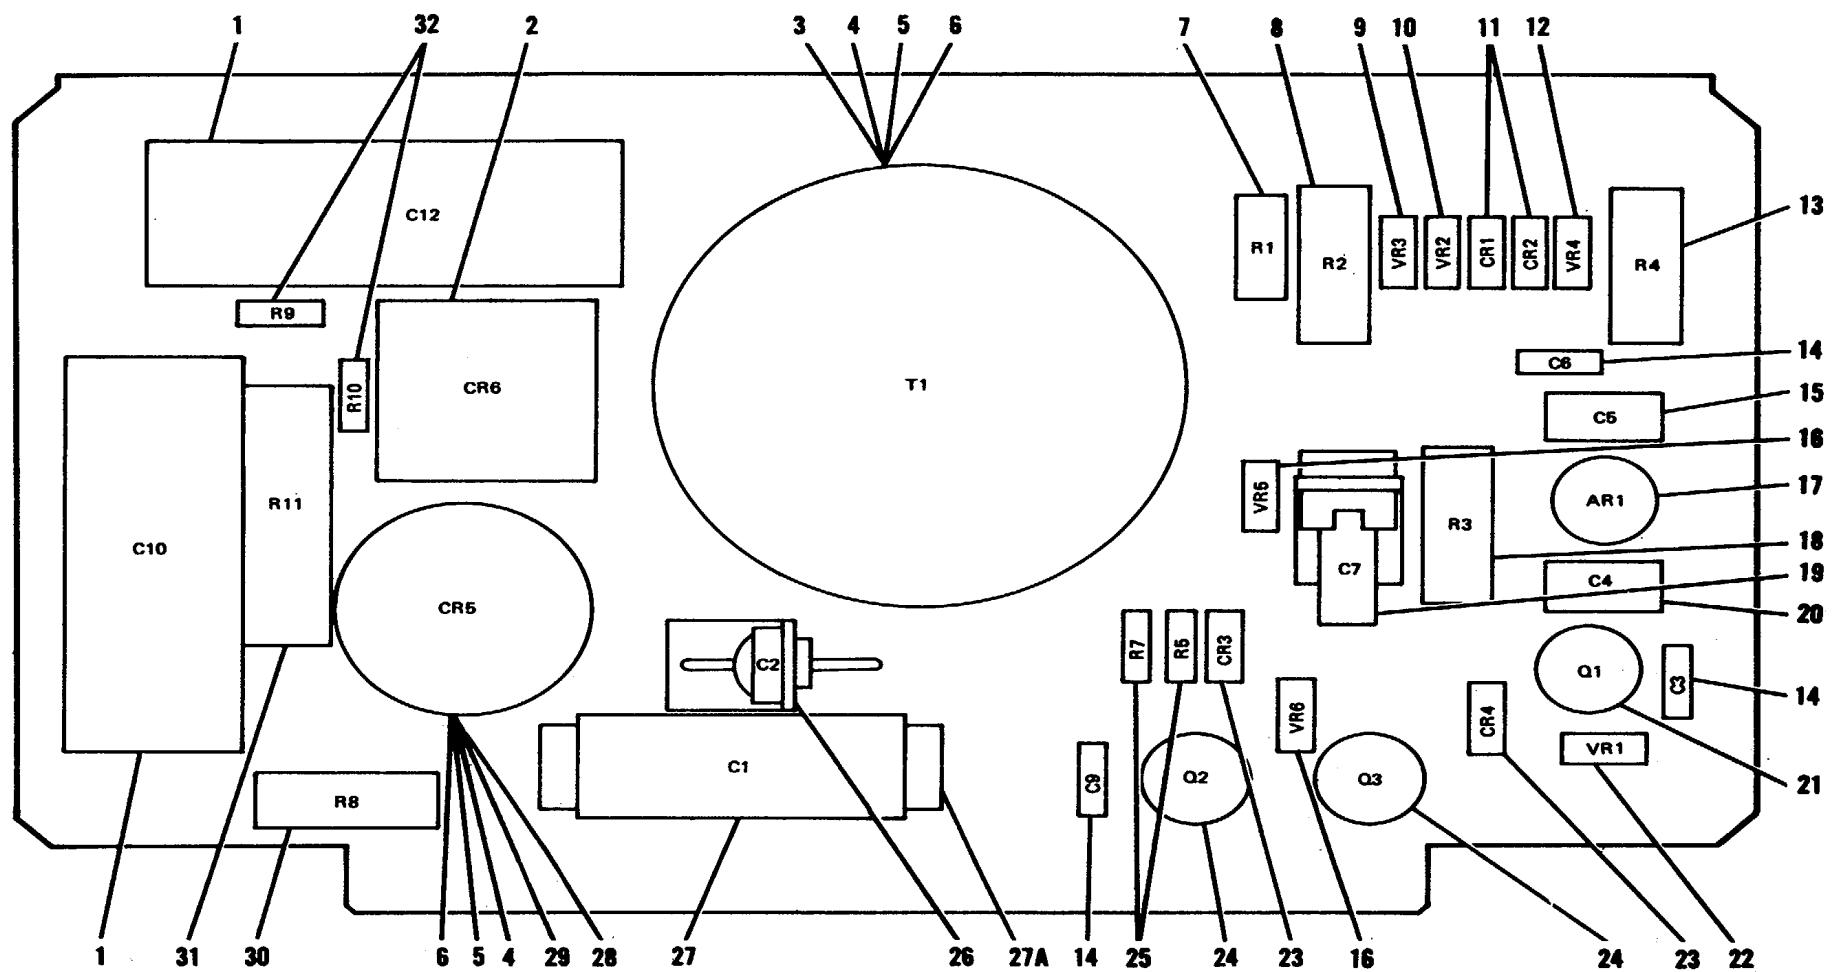 1 32 2 3 4 5 6 7 8 9 10 11 12
C12
R1 R2 VR3 VR2 CR1 CR2 VR4 R4
13
R9
C6 14
R10 CR6 T1
C5 15
16
VR5
R11 R3 AR1 17
C10
18
C7 C4 19
20
CR5
R7 R5 CR3
C2
Q1 C3 14
VR6 CR4
VR1
C1
C9 Q2 Q3 21
R8
1 31 30 6 5 4 29 28 27 26 27A 14 25 24 23 16 24 23 22